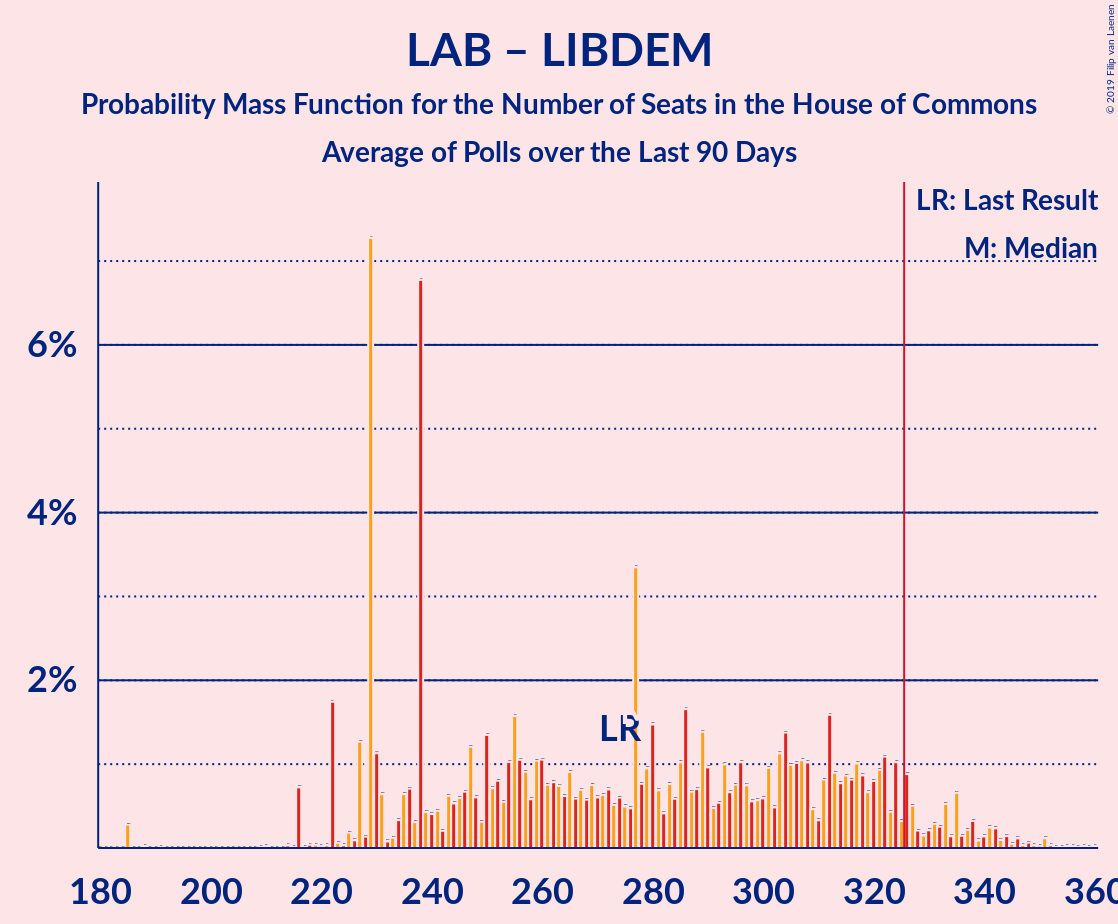 LAB – LIBDEM
Probability Mass Function for the Number of Seats in the House of Commons
Average of Polls over the Last 90 Days
© 2019 Filip van Laenen
LR: Last Result
M: Median
6%
4%
2%
LR
180 200 220 240 260 280 300 320 340 360